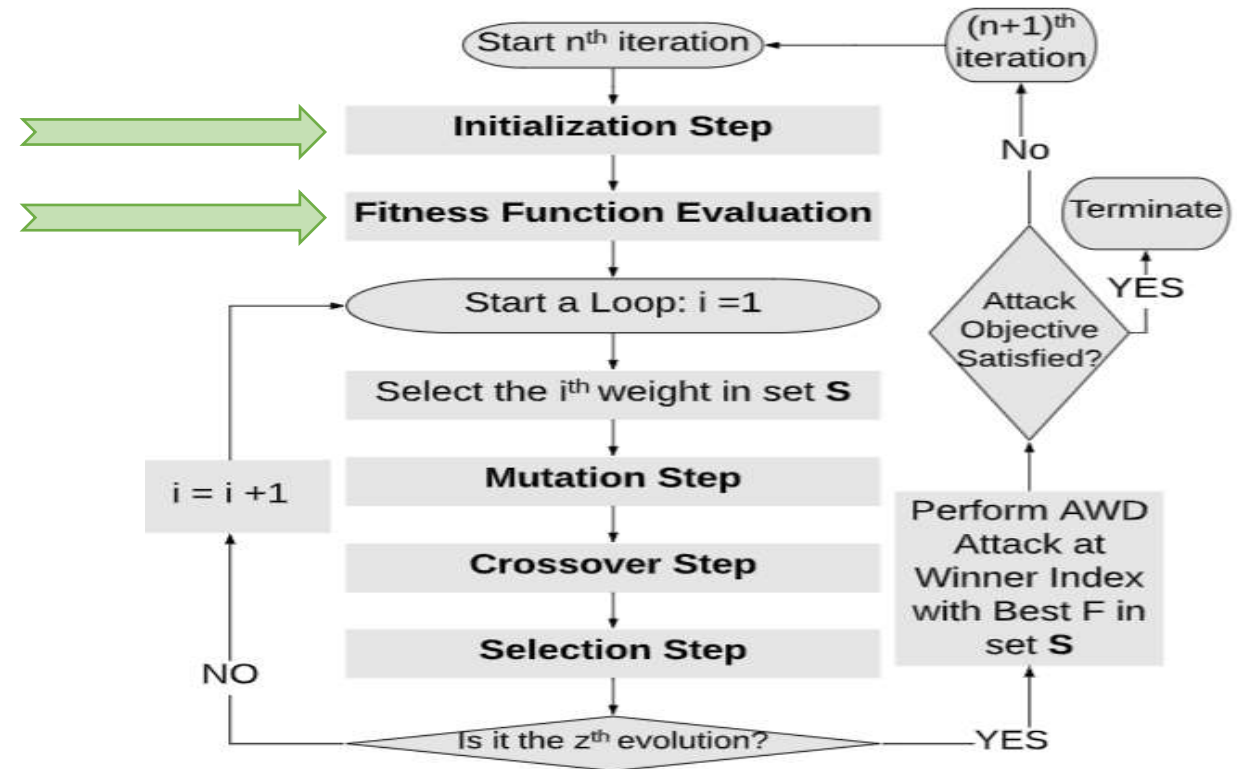 Start nᵗʰ iteration
(n+1)ᵗʰ
iteration
Initialization Step
No
Fitness Function Evaluation
Terminate
Start a Loop: i =1
YES
Attack
Objective
Satisfied?
Select the iᵗʰ weight in set S
Mutation Step
i = i +1
Crossover Step
Perform AWD
Attack at
Winner Index
with Best F in
set S
Selection Step
NO
Is it the zᵗʰ evolution?
YES